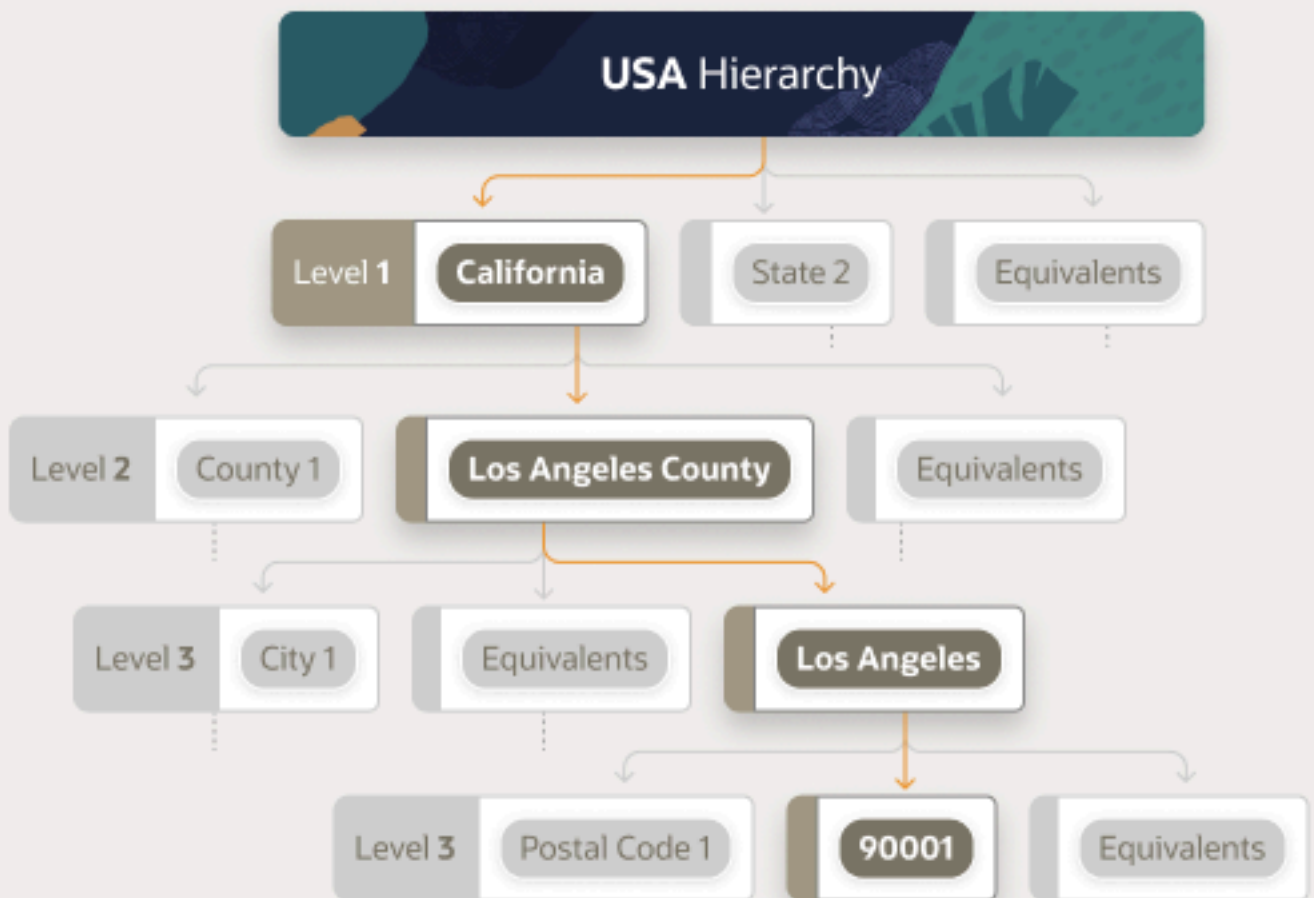 USA Hierarchy
Level 1
California
State 2
Equivalents
Level 2
County 1
Los Angeles County
Equivalents
Level 3
City 1
Equivalents
Los Angeles
Level 3
Postal Code 1
90001
Equivalents